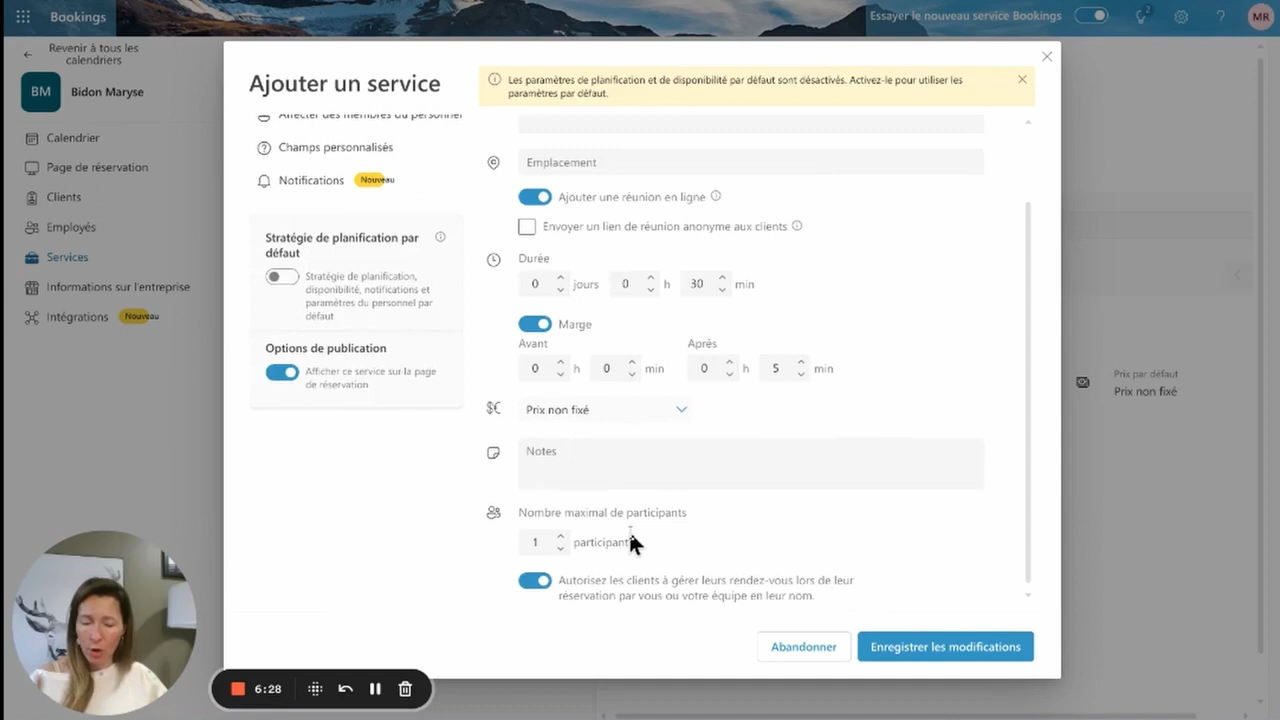 Bookings
Essayer le nouveau service Bookings
2
?
MR
Revenir à tous les
calendriers
BM
Bidon Maryse
Calendrier
Page de réservation
Clients
Employés
Services
Informations sur l'entreprise
Intégrations
Nouveau
Ajouter un service
Les paramètres de planification et de disponibilité par défaut sont désactivés. Activez-le pour utiliser les
paramètres par défaut.
Affecter des membres du personnel
Champs personnalisés
Notifications
Nouveau
Stratégie de planification par
défaut
Stratégie de planification,
disponibilité, notifications et
paramètres du personnel par
défaut
Options de publication
Afficher ce service sur la page
de réservation
Emplacement
Ajouter une réunion en ligne
Envoyer un lien de réunion anonyme aux clients
Durée
0 jours 0 h 30 min
Marge
Avant Après
0 h 0 min 0 h 5 min
$€ Prix non fixé
Notes
Nombre maximal de participants
1 participant
Autorisez les clients à gérer leurs rendez-vous lors de leur
réservation par vous ou votre équipe en leur nom.
Abandonner
Enregistrer les modifications
Prix par défaut
Prix non fixé
6:28